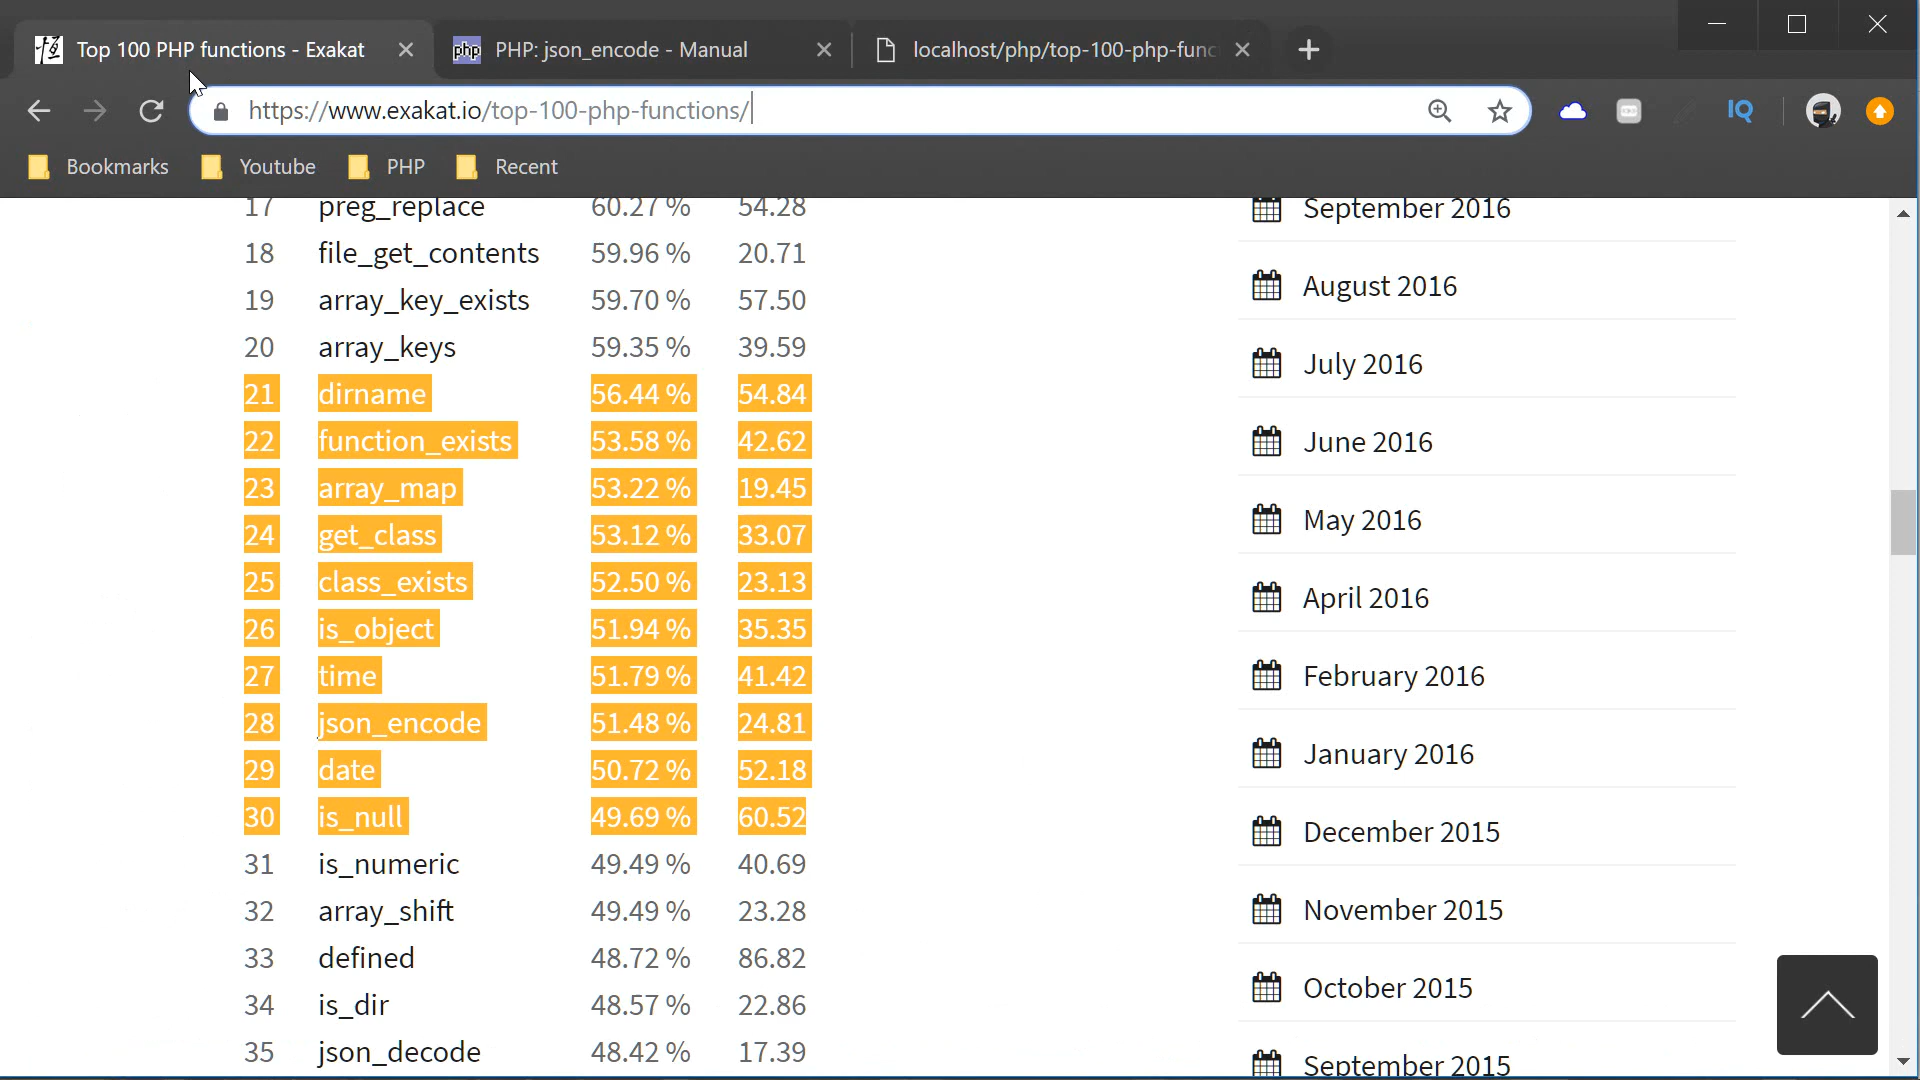 Top 100 PHP functions - Exakat
PHP: json_encode - Manual
localhost/php/top-100-php-func
https://www.exakat.io/top-100-php-functions/
IQ
Bookmarks
Youtube
PHP
Recent
17 preg_replace 60.27 % 54.28
18 file_get_contents 59.96 % 20.71
19 array_key_exists 59.70 % 57.50
20 array_keys 59.35 % 39.59
21 dirname 56.44 % 54.84
22 function_exists 53.58 % 42.62
23 array_map 53.22 % 19.45
24 get_class 53.12 % 33.07
25 class_exists 52.50 % 23.13
26 is_object 51.94 % 35.35
27 time 51.79 % 41.42
28 json_encode 51.48 % 24.81
29 date 50.72 % 52.18
30 is_null 49.69 % 60.52
31 is_numeric 49.49 % 40.69
32 array_shift 49.49 % 23.28
33 defined 48.72 % 86.82
34 is_dir 48.57 % 22.86
35 json_decode 48.42 % 17.39
September 2016
August 2016
July 2016
June 2016
May 2016
April 2016
February 2016
January 2016
December 2015
November 2015
October 2015
September 2015